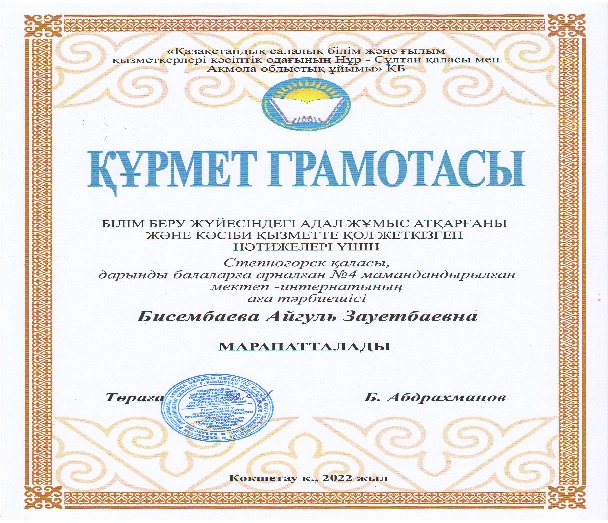 «Қазақстандық салалық білім және ғылым
қызметкерлері кәсіптік одағының Нұр - Сұлтан қаласы мен
Ақмола облыстық ұйымы» ҚБ
ҚҰРМЕТ ГРАМОТАСЫ
БІЛІМ БЕРУ ЖҮЙЕСІНДЕГІ АДАЛ ЖҰМЫС АТҚАРҒАНЫ
ЖӘНЕ КӘСІБИ ҚЫЗМЕТТЕ ҚОЛ ЖЕТКІЗГЕН
НӘТИЖЕЛЕРІ ҮШІН
Степногорск қаласы,
дарынды балаларға арналған №4 мамандандырылған
мектеп -интернатының
аға тәрбиешісі
Бисембаева Айгуль Зауетбаевна
МАРАПАТТАЛАДЫ
Төраға Б. Абдрахманов
Көкшетау қ., 2022 жыл